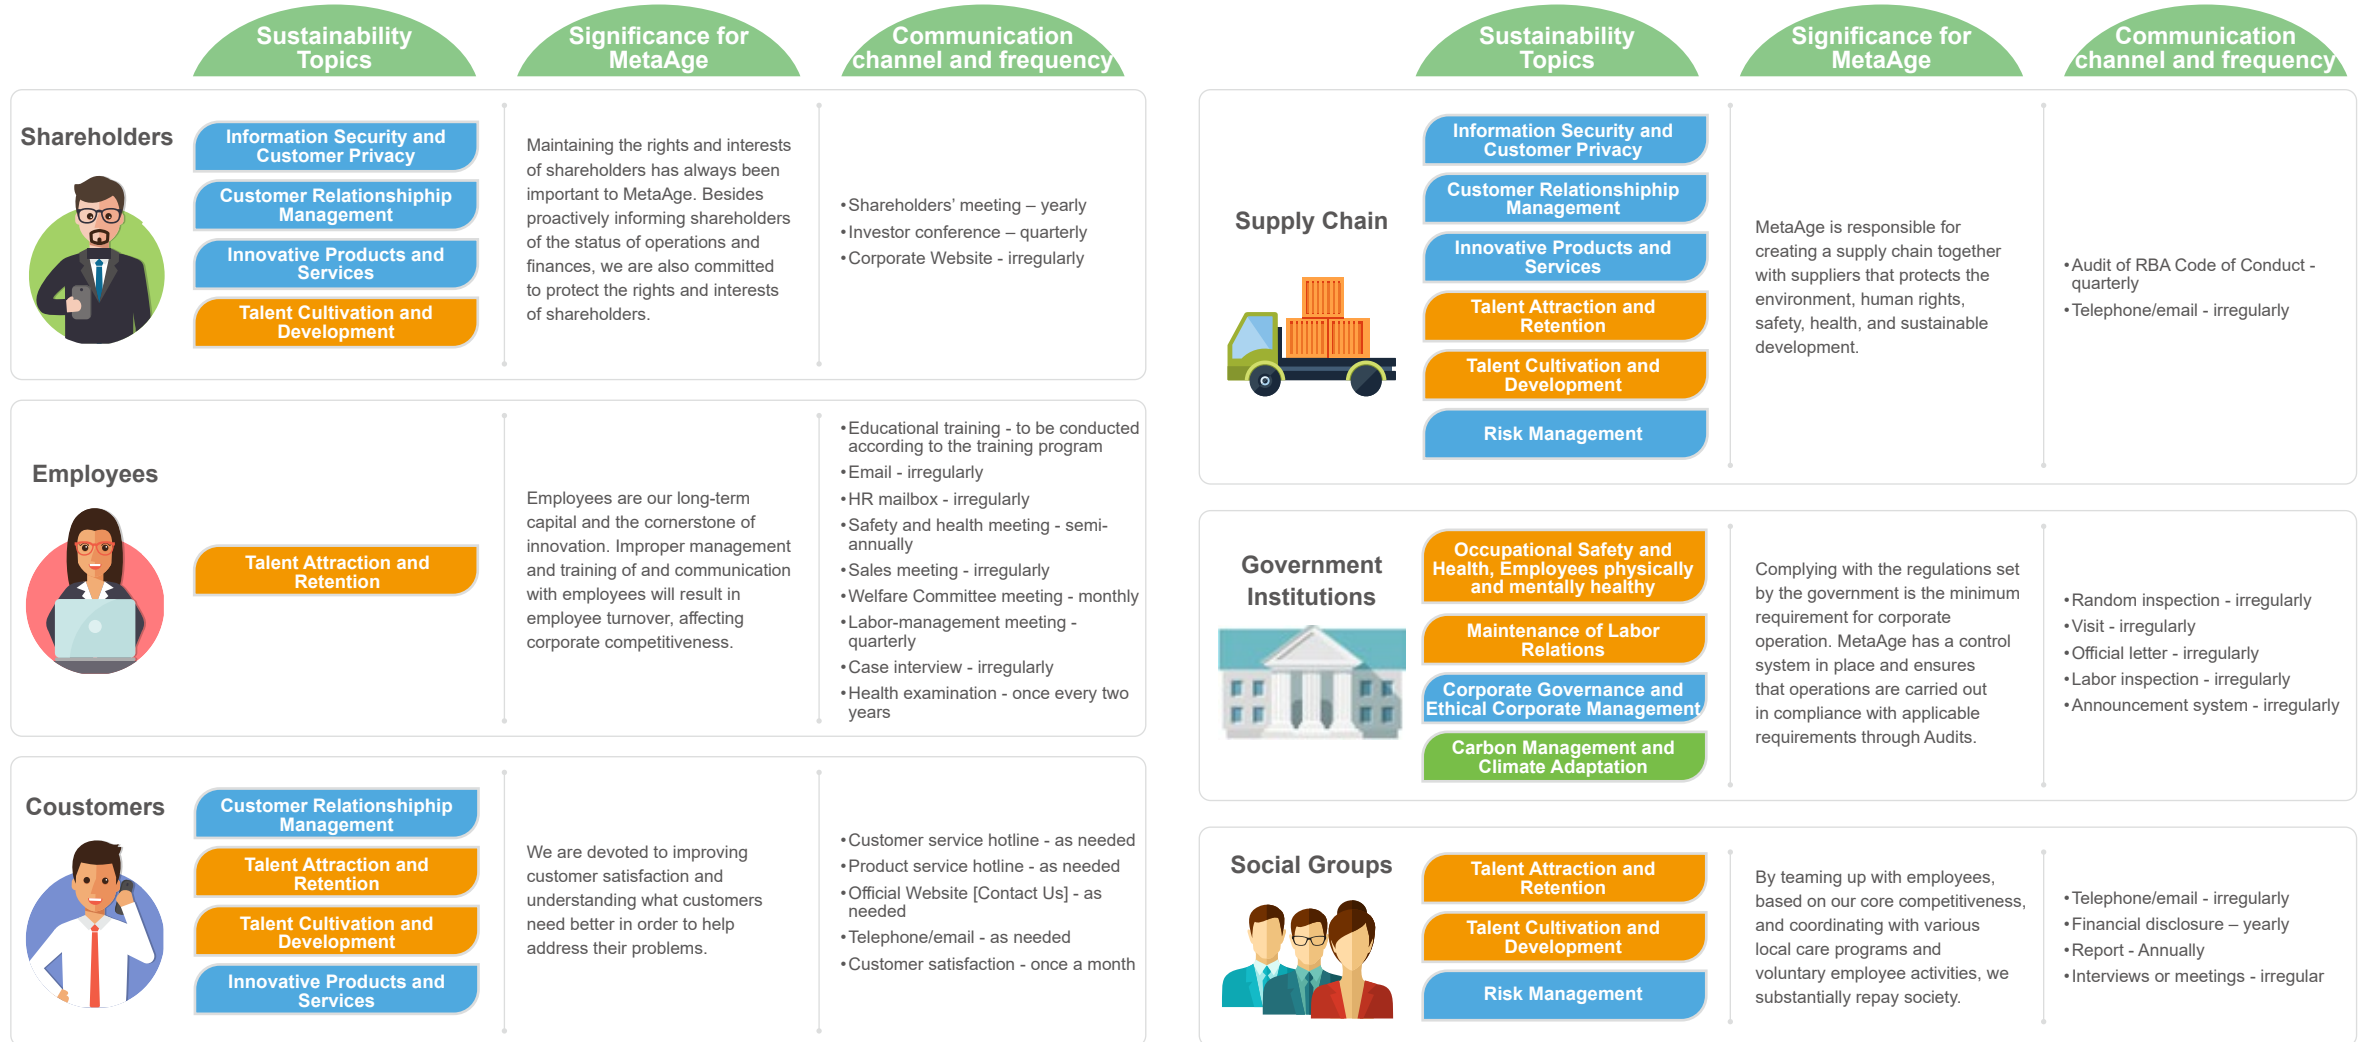 Sustainability
Topics
Significance for
MetaAge
Communication
channel and frequency
Shareholders
Information Security and
Customer Privacy
Customer Relationshiphip
Management
Innovative Products and
Services
Talent Cultivation and
Development
Maintaining the rights and interests
of shareholders has always been
important to MetaAge. Besides
proactively informing shareholders
of the status of operations and
finances, we are also committed
to protect the rights and interests
of shareholders.
•Shareholders’ meeting – yearly
•Investor conference – quarterly
•Corporate Website - irregularly
Employees
Talent Attraction and
Retention
Employees are our long-term
capital and the cornerstone of
innovation. Improper management
and training of and communication
with employees will result in
employee turnover, affecting
corporate competitiveness.
•Educational training - to be conducted
according to the training program
•Email - irregularly
•HR mailbox - irregularly
•Safety and health meeting - semi-
annually
•Sales meeting - irregularly
•Welfare Committee meeting - monthly
•Labor-management meeting -
quarterly
•Case interview - irregularly
•Health examination - once every two
years
Coustomers
Customer Relationshiphip
Management
Talent Attraction and
Retention
Talent Cultivation and
Development
Innovative Products and
Services
We are devoted to improving
customer satisfaction and
understanding what customers
need better in order to help
address their problems.
•Customer service hotline - as needed
•Product service hotline - as needed
•Official Website [Contact Us] - as
needed
•Telephone/email - as needed
•Customer satisfaction - once a month
Sustainability
Topics
Significance for
MetaAge
Communication
channel and frequency
Supply Chain
Information Security and
Customer Privacy
Customer Relationshiphip
Management
Innovative Products and
Services
Talent Attraction and
Retention
Talent Cultivation and
Development
Risk Management
MetaAge is responsible for
creating a supply chain together
with suppliers that protects the
environment, human rights,
safety, health, and sustainable
development.
•Audit of RBA Code of Conduct -
quarterly
•Telephone/email - irregularly
Government
Institutions
Occupational Safety and
Health, Employees physically
and mentally healthy
Maintenance of Labor
Relations
Corporate Governance and
Ethical Corporate Management
Carbon Management and
Climate Adaptation
Complying with the regulations set
by the government is the minimum
requirement for corporate
operation. MetaAge has a control
system in place and ensures
that operations are carried out
in compliance with applicable
requirements through Audits.
•Random inspection - irregularly
•Visit - irregularly
•Official letter - irregularly
•Labor inspection - irregularly
•Announcement system - irregularly
Social Groups
Talent Attraction and
Retention
Talent Cultivation and
Development
Risk Management
By teaming up with employees,
based on our core competitiveness,
and coordinating with various
local care programs and
voluntary employee activities, we
substantially repay society.
•Telephone/email - irregularly
•Financial disclosure – yearly
•Report - Annually
•Interviews or meetings - irregular